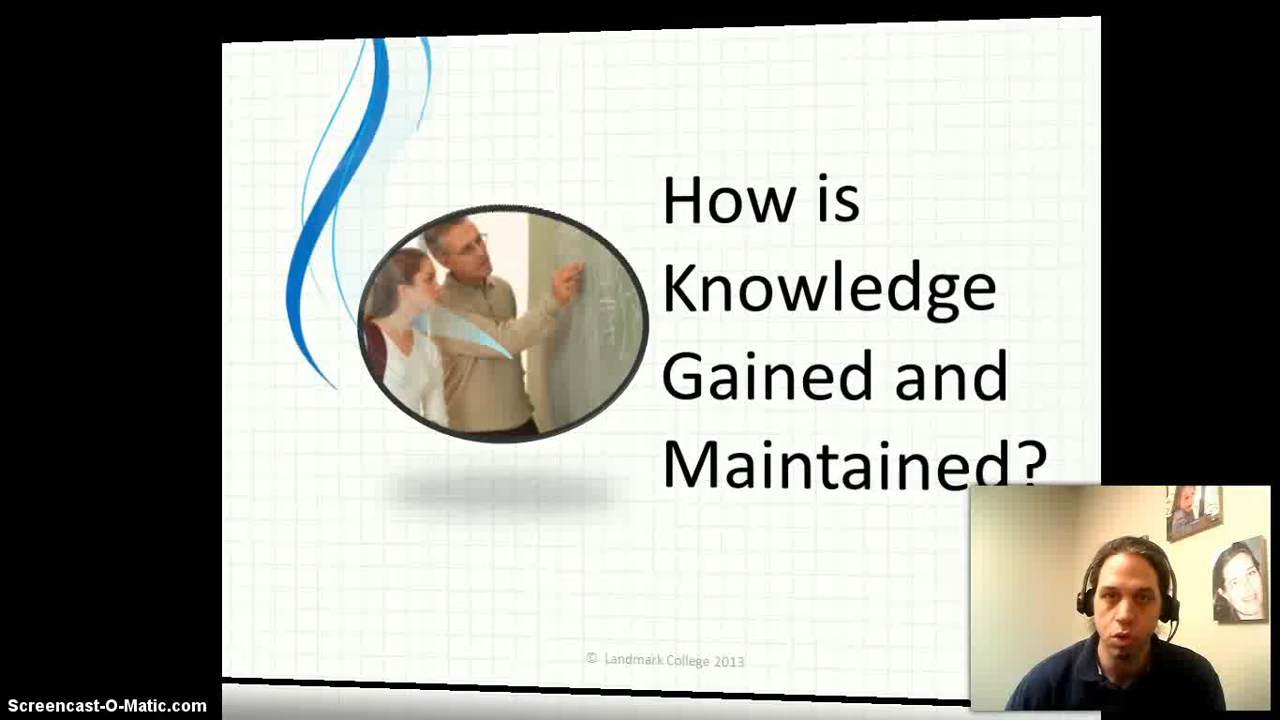 How is
Knowledge
Gained and
Maintained?
© Landmark College 2013
Screencast-O-Matic.com